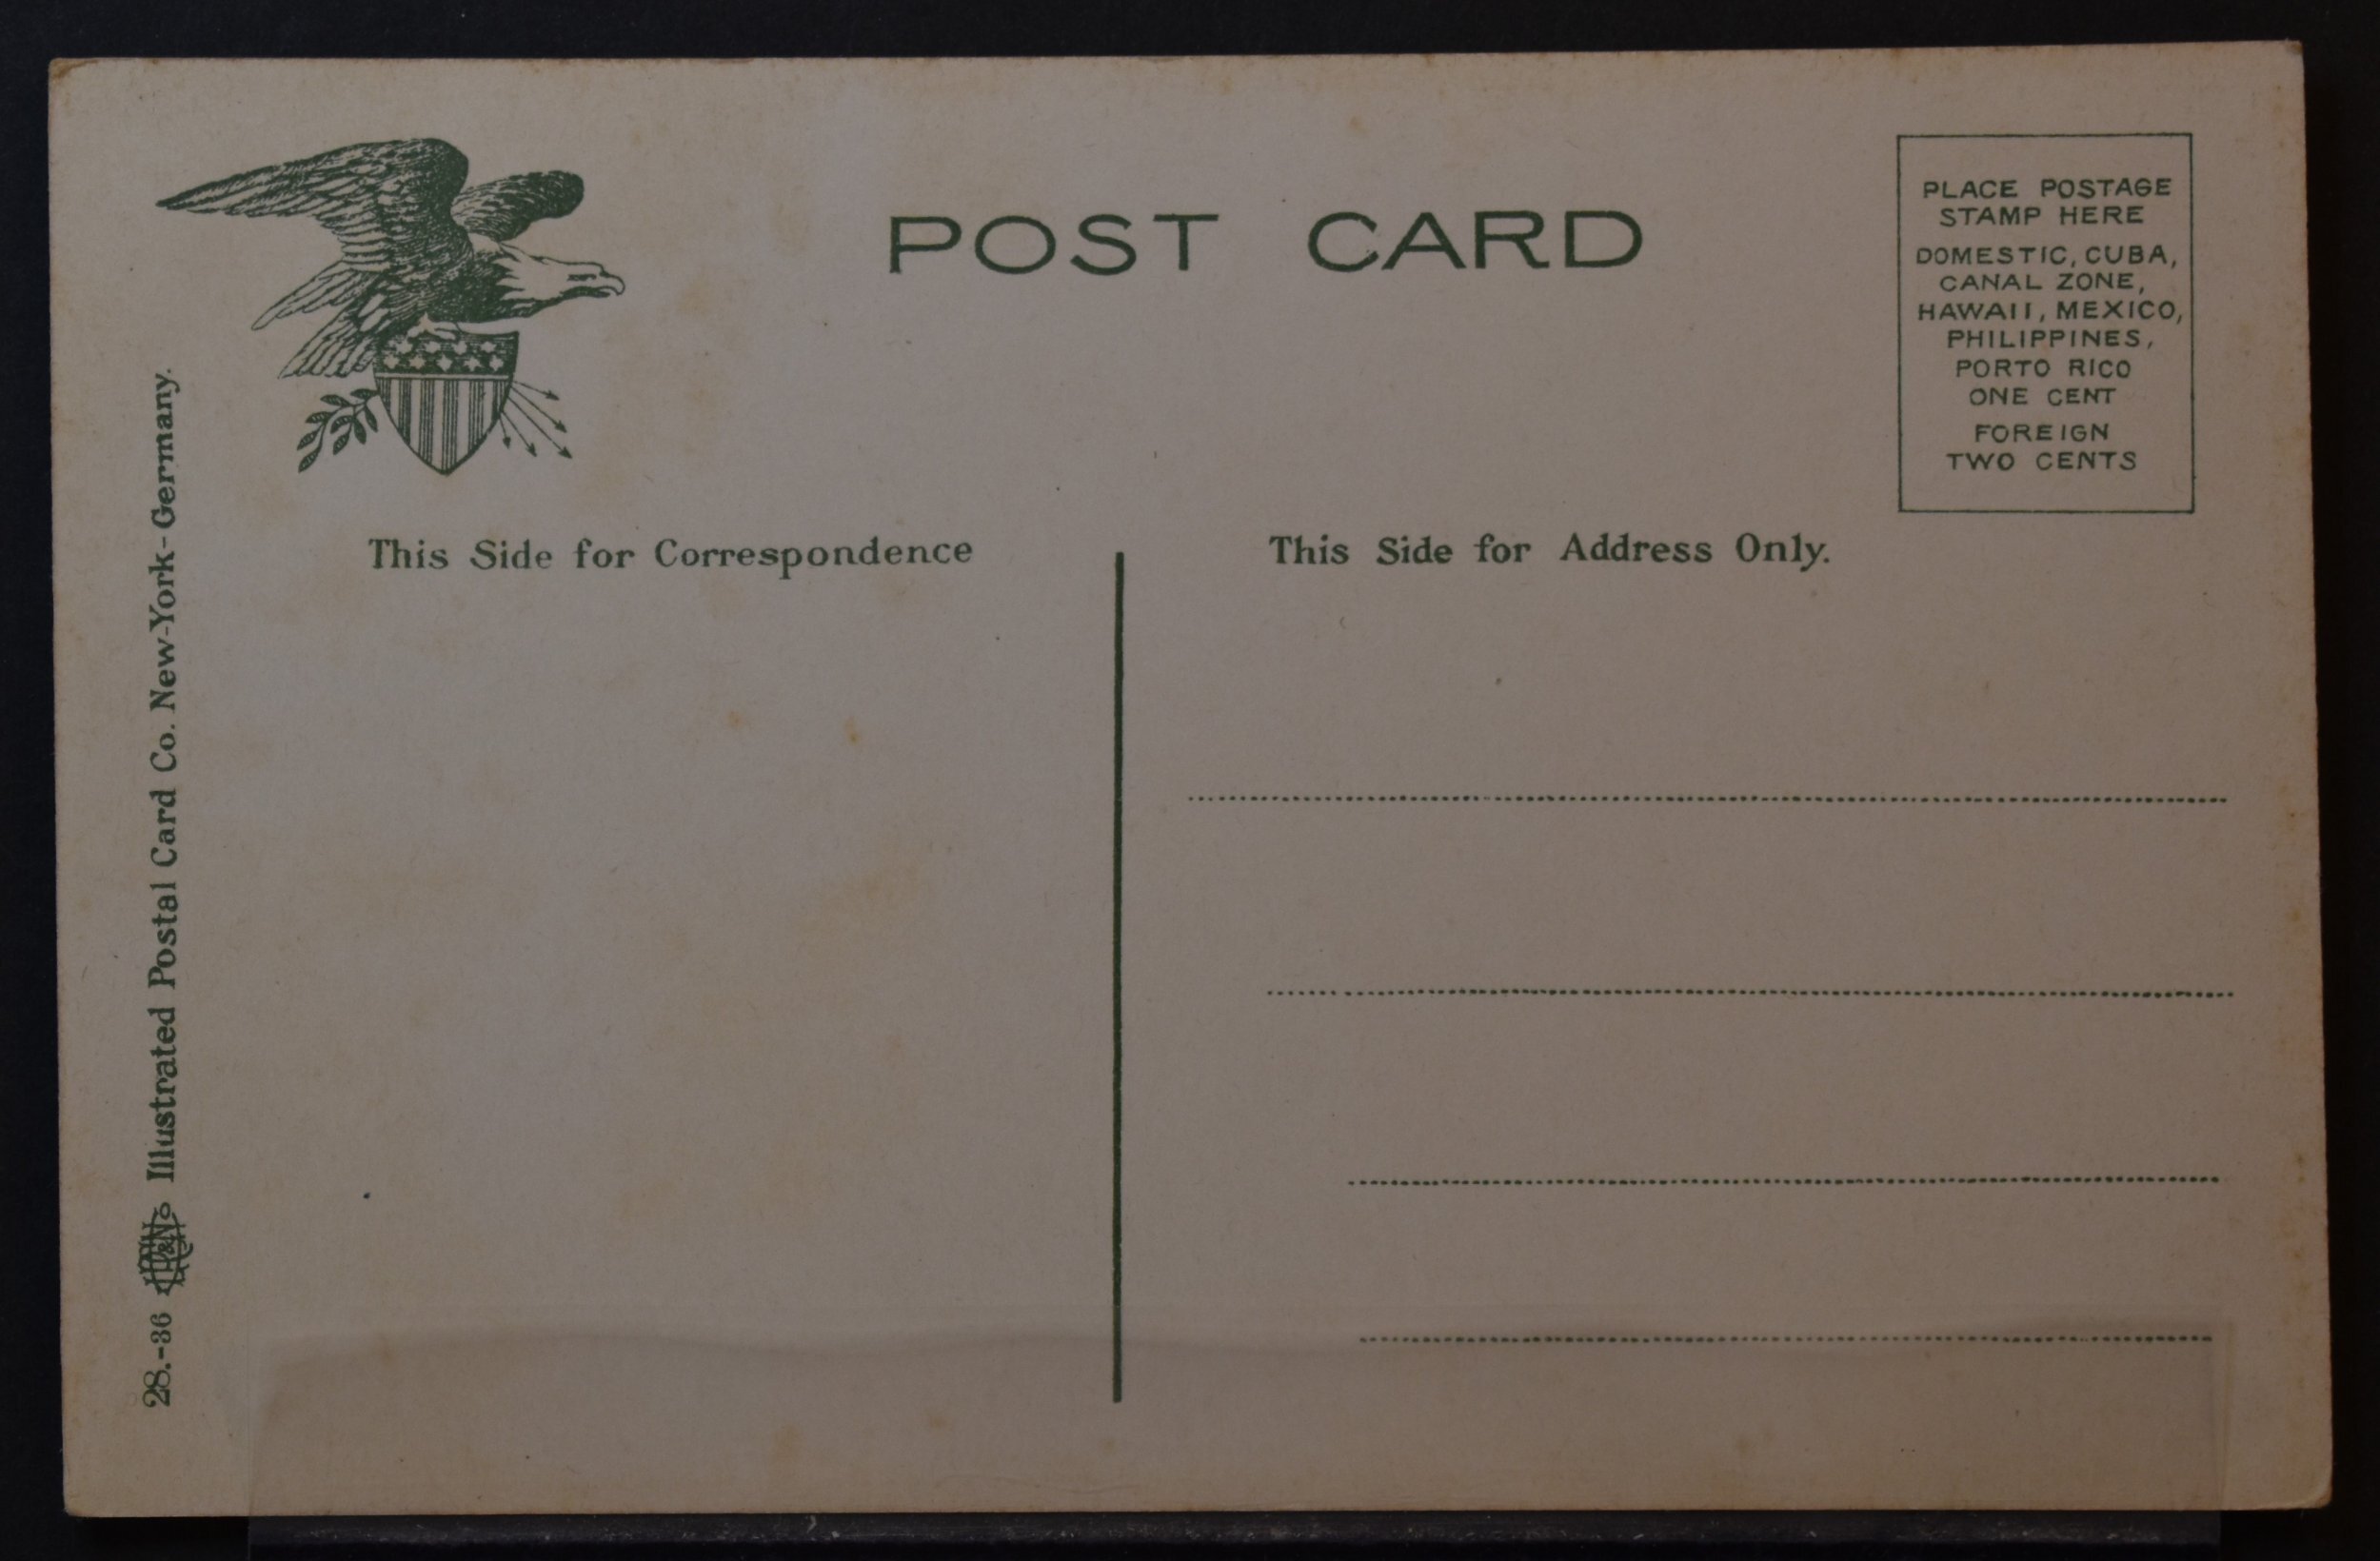 POST CARD
PLACE POSTAGE
STAMP HERE
DOMESTIC, CUBA,
CANAL ZONE,
HAWAII, MEXICO,
PHILIPPINES,
PORTO RICO
ONE CENT
FOREIGN
TWO CENTS
This Side for Correspondence
This Side for Address Only.
28.-36 Illustrated Postal Card Co. New-York-Germany.